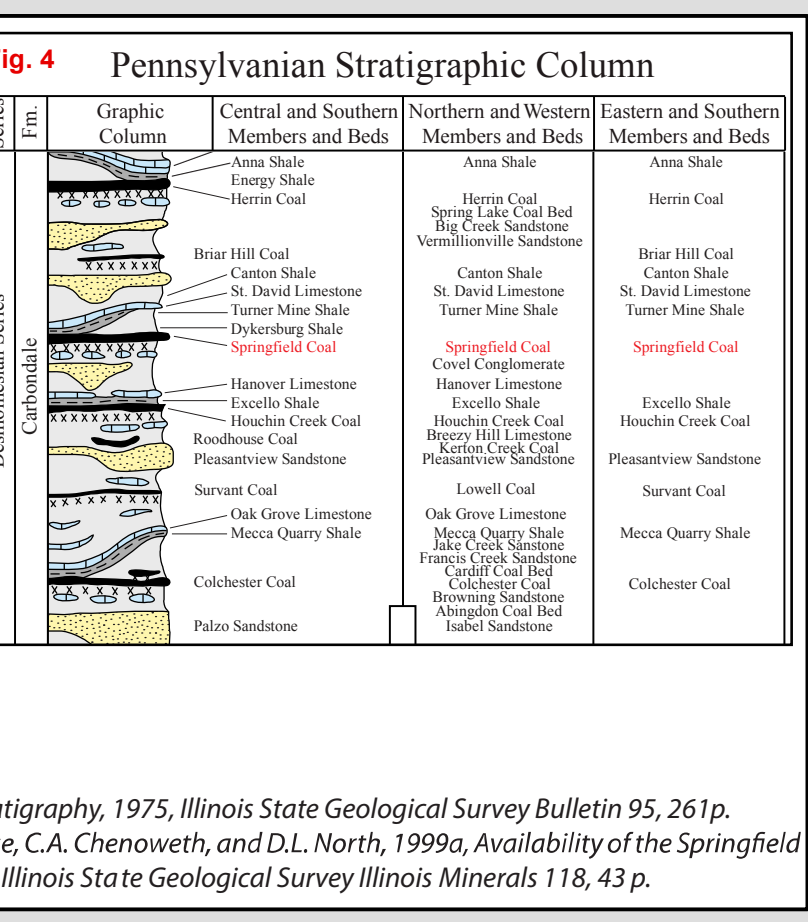 ig. 4
Pennsylvanian Stratigraphic Column
Series
Fm.
Graphic Column
Central and Southern Members and Beds
Northern and Western Members and Beds
Eastern and Southern Members and Beds
Desmoinesian Series
Carbondale
Anna Shale
Energy Shale
Herrin Coal
Briar Hill Coal
Canton Shale
St. David Limestone
Turner Mine Shale
Dykersburg Shale
Springfield Coal
Hanover Limestone
Excello Shale
Houchin Creek Coal
Roodhouse Coal
Pleasantview Sandstone
Survant Coal
Oak Grove Limestone
Mecca Quarry Shale
Colchester Coal
Palzo Sandstone
Anna Shale
Herrin Coal
Spring Lake Coal Bed
Big Creek Sandstone
Vermillionville Sandstone
Canton Shale
St. David Limestone
Turner Mine Shale
Springfield Coal
Covel Conglomerate
Hanover Limestone
Excello Shale
Houchin Creek Coal
Breezy Hill Limestone
Kerton Creek Coal
Pleasantview Sandstone
Lowell Coal
Oak Grove Limestone
Mecca Quarry Shale
Jake Creek Sanstone
Francis Creek Sandstone
Cardiff Coal Bed
Colchester Coal
Browning Sandstone
Abingdon Coal Bed
Isabel Sandstone
Anna Shale
Herrin Coal
Briar Hill Coal
Canton Shale
St. David Limestone
Turner Mine Shale
Springfield Coal
Excello Shale
Houchin Creek Coal
Pleasantview Sandstone
Survant Coal
Mecca Quarry Shale
Colchester Coal
atigraphy, 1975, Illinois State Geological Survey Bulletin 95, 261p.
e, C.A. Chenoweth, and D.L. North, 1999a, Availability of the Springfield
Illinois State Geological Survey Illinois Minerals 118, 43 p.